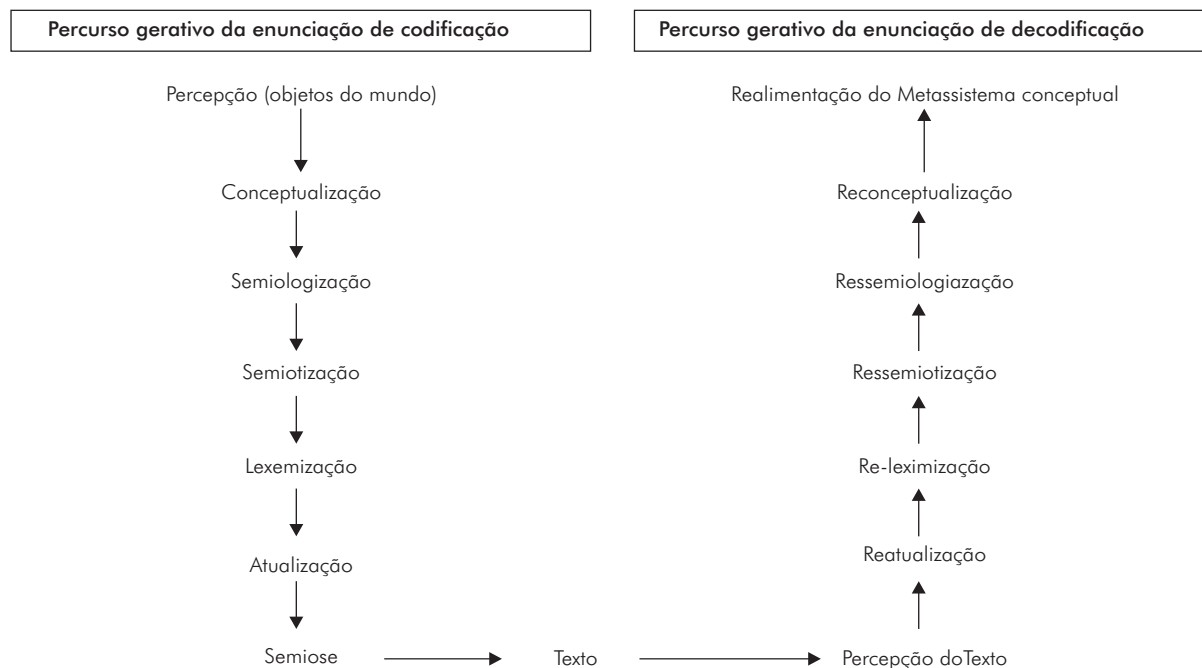 Percurso gerativo da enunciação de codificação
Percepção (objetos do mundo)
Conceptualização
Semiologização
Semiotização
Lexemização
Atualização
Semiose
Texto
Percurso gerativo da enunciação de decodificação
Realimentação do Metassistema conceptual
Reconceptualização
Ressemiologiazação
Ressemiotização
Re-leximização
Reatualização
Percepção doTexto